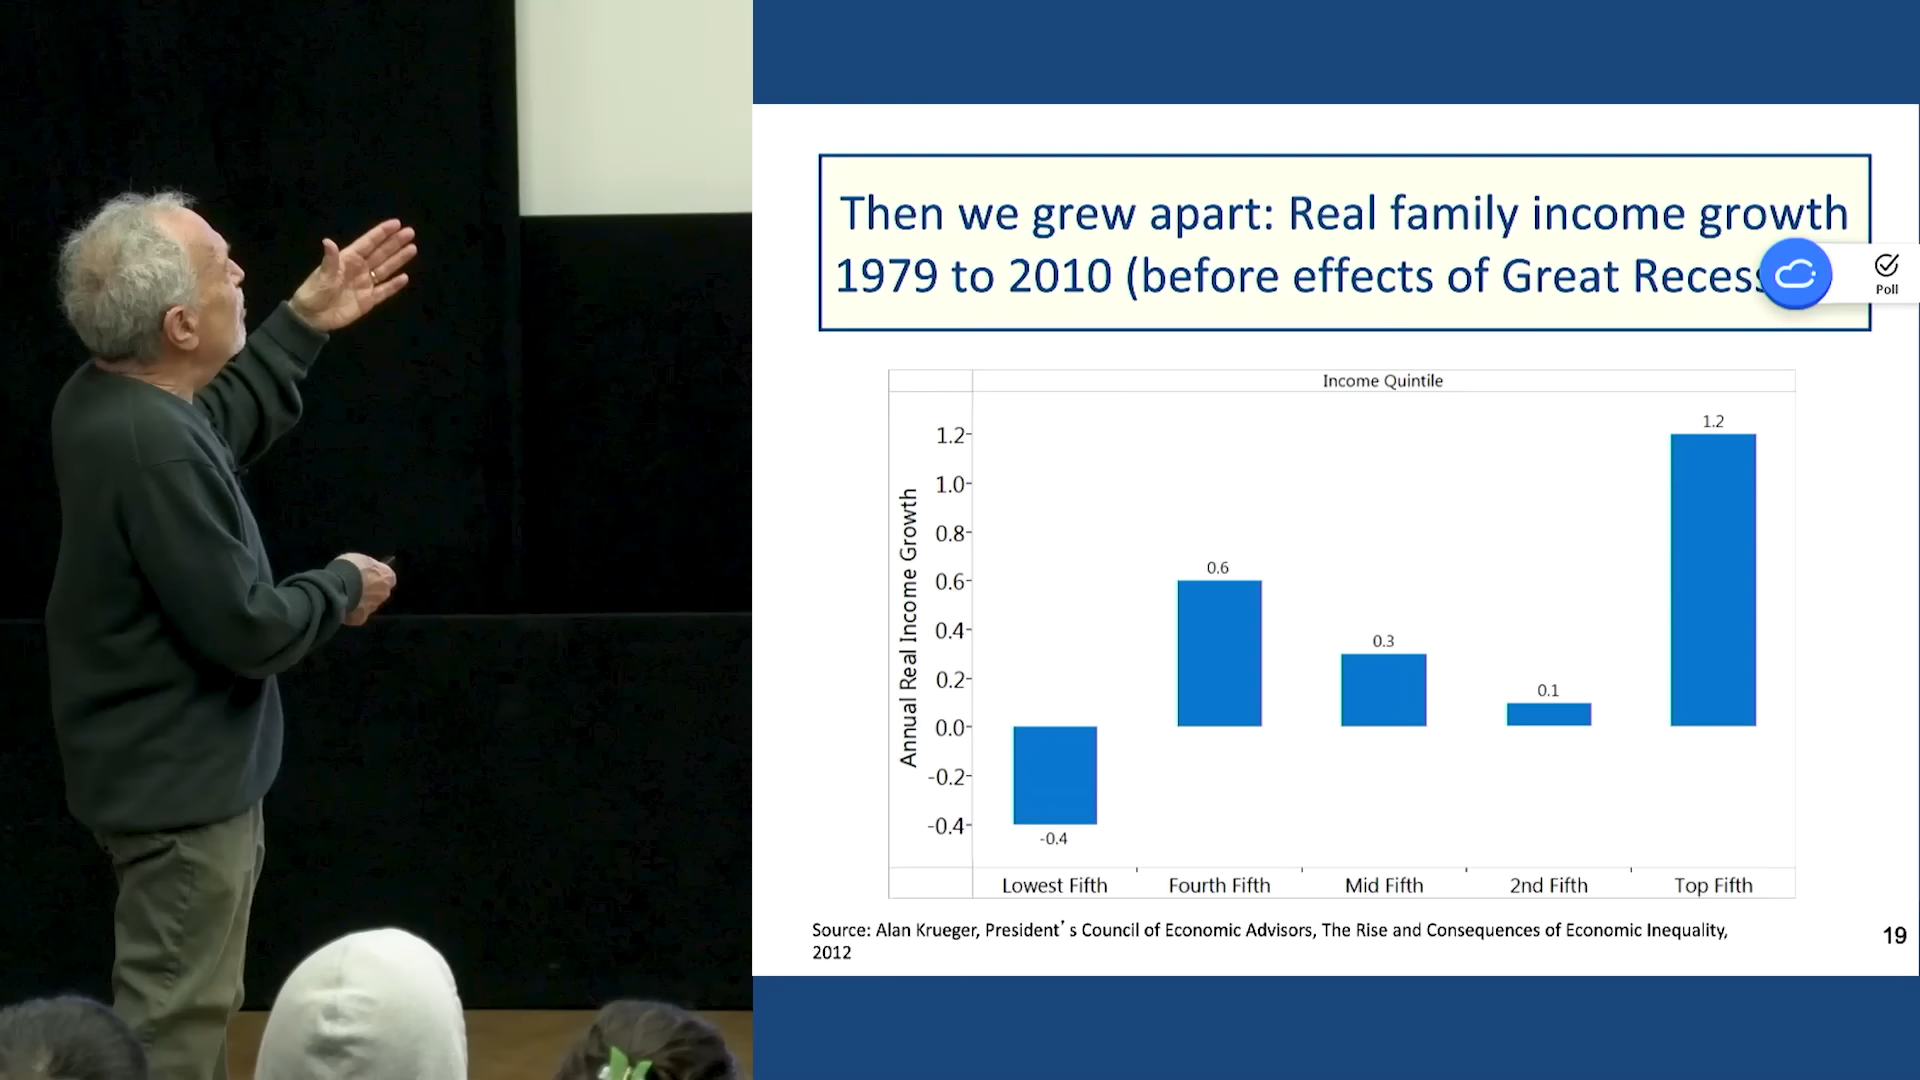 Then we grew apart: Real family income growth
1979 to 2010 (before effects of Great Recess
Poll
Income Quintile
Annual Real Income Growth
1.2
1.0
0.8
0.6
0.4
0.2
0.0
-0.2
-0.4
-0.4
0.6
0.3
0.1
1.2
Lowest Fifth
Fourth Fifth
Mid Fifth
2nd Fifth
Top Fifth
Source: Alan Krueger, President's Council of Economic Advisors, The Rise and Consequences of Economic Inequality,
2012
19